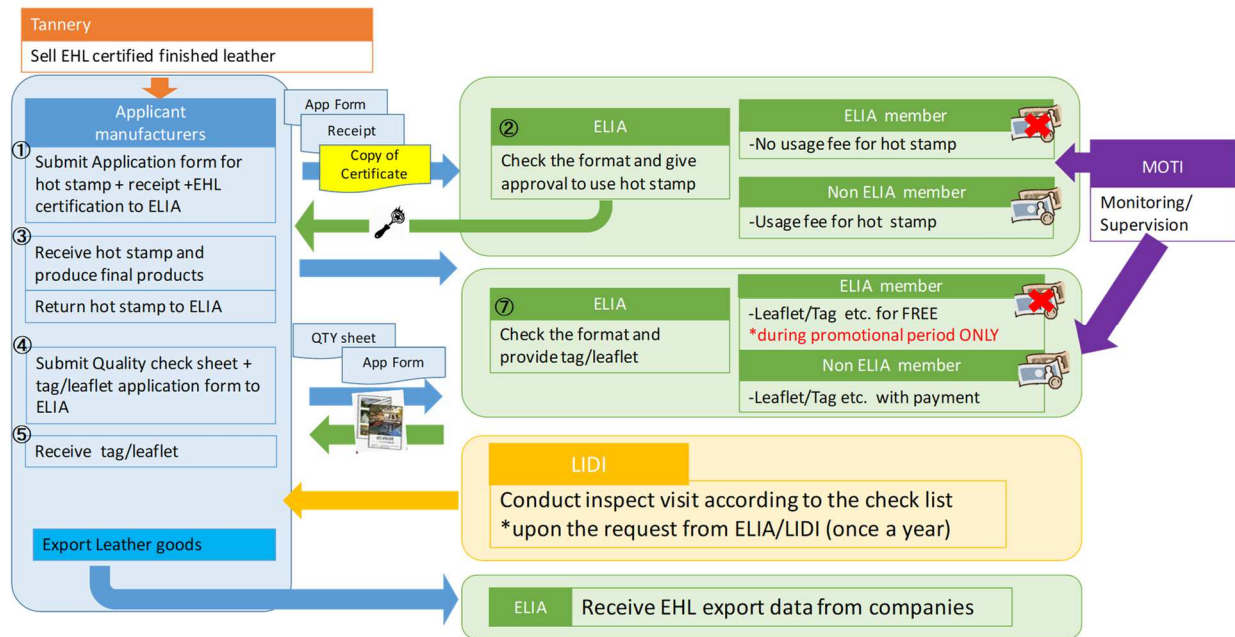 Tannery
Sell EHL certified finished leather
Applicant
manufacturers
①
Submit Application form for
hot stamp + receipt +EHL
certification to ELIA
③
Receive hot stamp and
produce final products
Return hot stamp to ELIA
④
Submit Quality check sheet +
tag/leaflet application form to
ELIA
⑤
Receive tag/leaflet
Export Leather goods
App Form
Receipt
Copy of
Certificate
QTY sheet
App Form
② ELIA
Check the format and give
approval to use hot stamp
ELIA member
-No usage fee for hot stamp
Non ELIA member
-Usage fee for hot stamp
⑦ ELIA
Check the format and
provide tag/leaflet
ELIA member
-Leaflet/Tag etc. for FREE
*during promotional period ONLY
Non ELIA member
-Leaflet/Tag etc. with payment
MOTI
Monitoring/
Supervision
LIDI
Conduct inspect visit according to the check list
*upon the request from ELIA/LIDI (once a year)
ELIA Receive EHL export data from companies